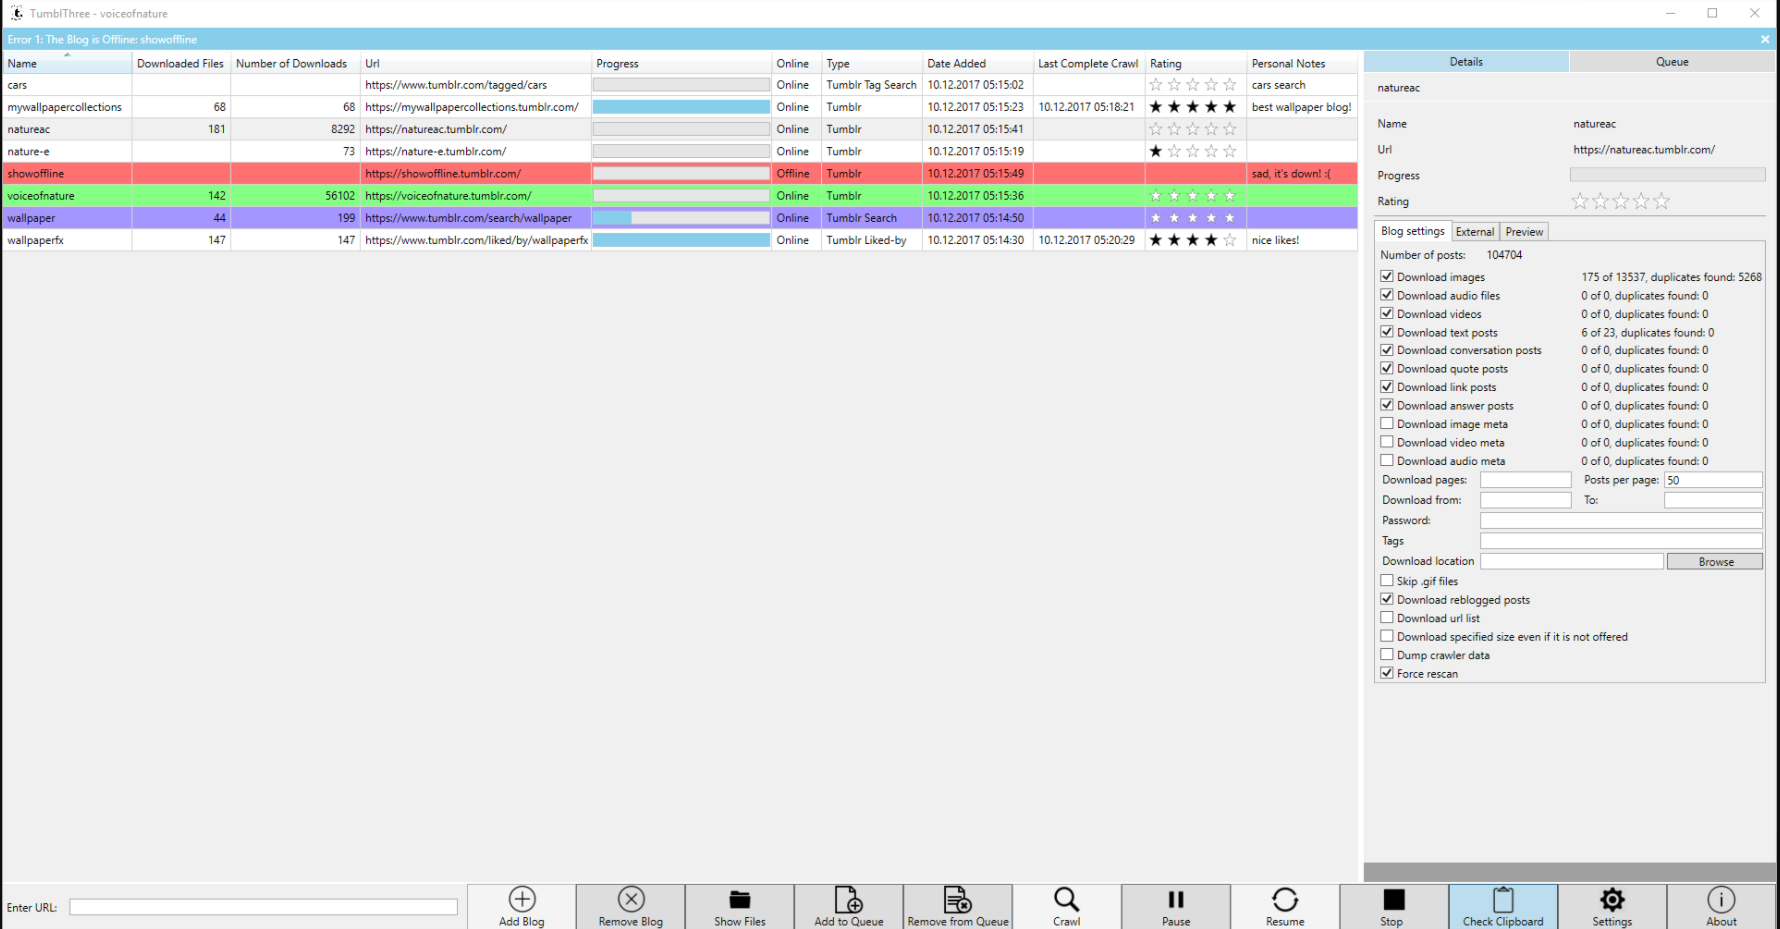 TumblThree - voiceofnature
Error 1: The Blog is Offline: showoffline
Name Downloaded Files Number of Downloads Url Progress Online Type Date Added Last Complete Crawl Rating Personal Notes
cars https://www.tumblr.com/tagged/cars Online Tumblr Tag Search 10.12.2017 05:15:02 cars search
mywallpapercollections 68 68 https://mywallpapercollections.tumblr.com/ Online Tumblr 10.12.2017 05:15:23 10.12.2017 05:18:21 best wallpaper blog!
natureac 181 8292 https://natureac.tumblr.com/ Online Tumblr 10.12.2017 05:15:41
nature-e 73 https://nature-e.tumblr.com/ Online Tumblr 10.12.2017 05:15:19
showoffline https://showoffline.tumblr.com/ Offline Tumblr 10.12.2017 05:15:49 sad, it's down! :(
voiceofnature 142 56102 https://voiceofnature.tumblr.com/ Online Tumblr 10.12.2017 05:15:36
wallpaper 44 199 https://www.tumblr.com/search/wallpaper Online Tumblr Search 10.12.2017 05:14:50
wallpaperfx 147 147 https://www.tumblr.com/liked/by/wallpaperfx Online Tumblr Liked-by 10.12.2017 05:14:30 10.12.2017 05:20:29 nice likes!
Details Queue
natureac
Name natureac
Url https://natureac.tumblr.com/
Progress
Rating
Blog settings External Preview
Number of posts: 104704
Download images 175 of 13537, duplicates found: 5268
Download audio files 0 of 0, duplicates found: 0
Download videos 0 of 0, duplicates found: 0
Download text posts 6 of 23, duplicates found: 0
Download conversation posts 0 of 0, duplicates found: 0
Download quote posts 0 of 0, duplicates found: 0
Download link posts 0 of 0, duplicates found: 0
Download answer posts 0 of 0, duplicates found: 0
Download image meta 0 of 0, duplicates found: 0
Download video meta 0 of 0, duplicates found: 0
Download audio meta 0 of 0, duplicates found: 0
Download pages: Posts per page: 50
Download from: To:
Password:
Tags
Download location Browse
Skip .gif files
Download reblogged posts
Download url list
Download specified size even if it is not offered
Dump crawler data
Force rescan
Enter URL: Add Blog Remove Blog Show Files Add to Queue Remove from Queue Crawl Pause Resume Stop Check Clipboard Settings About